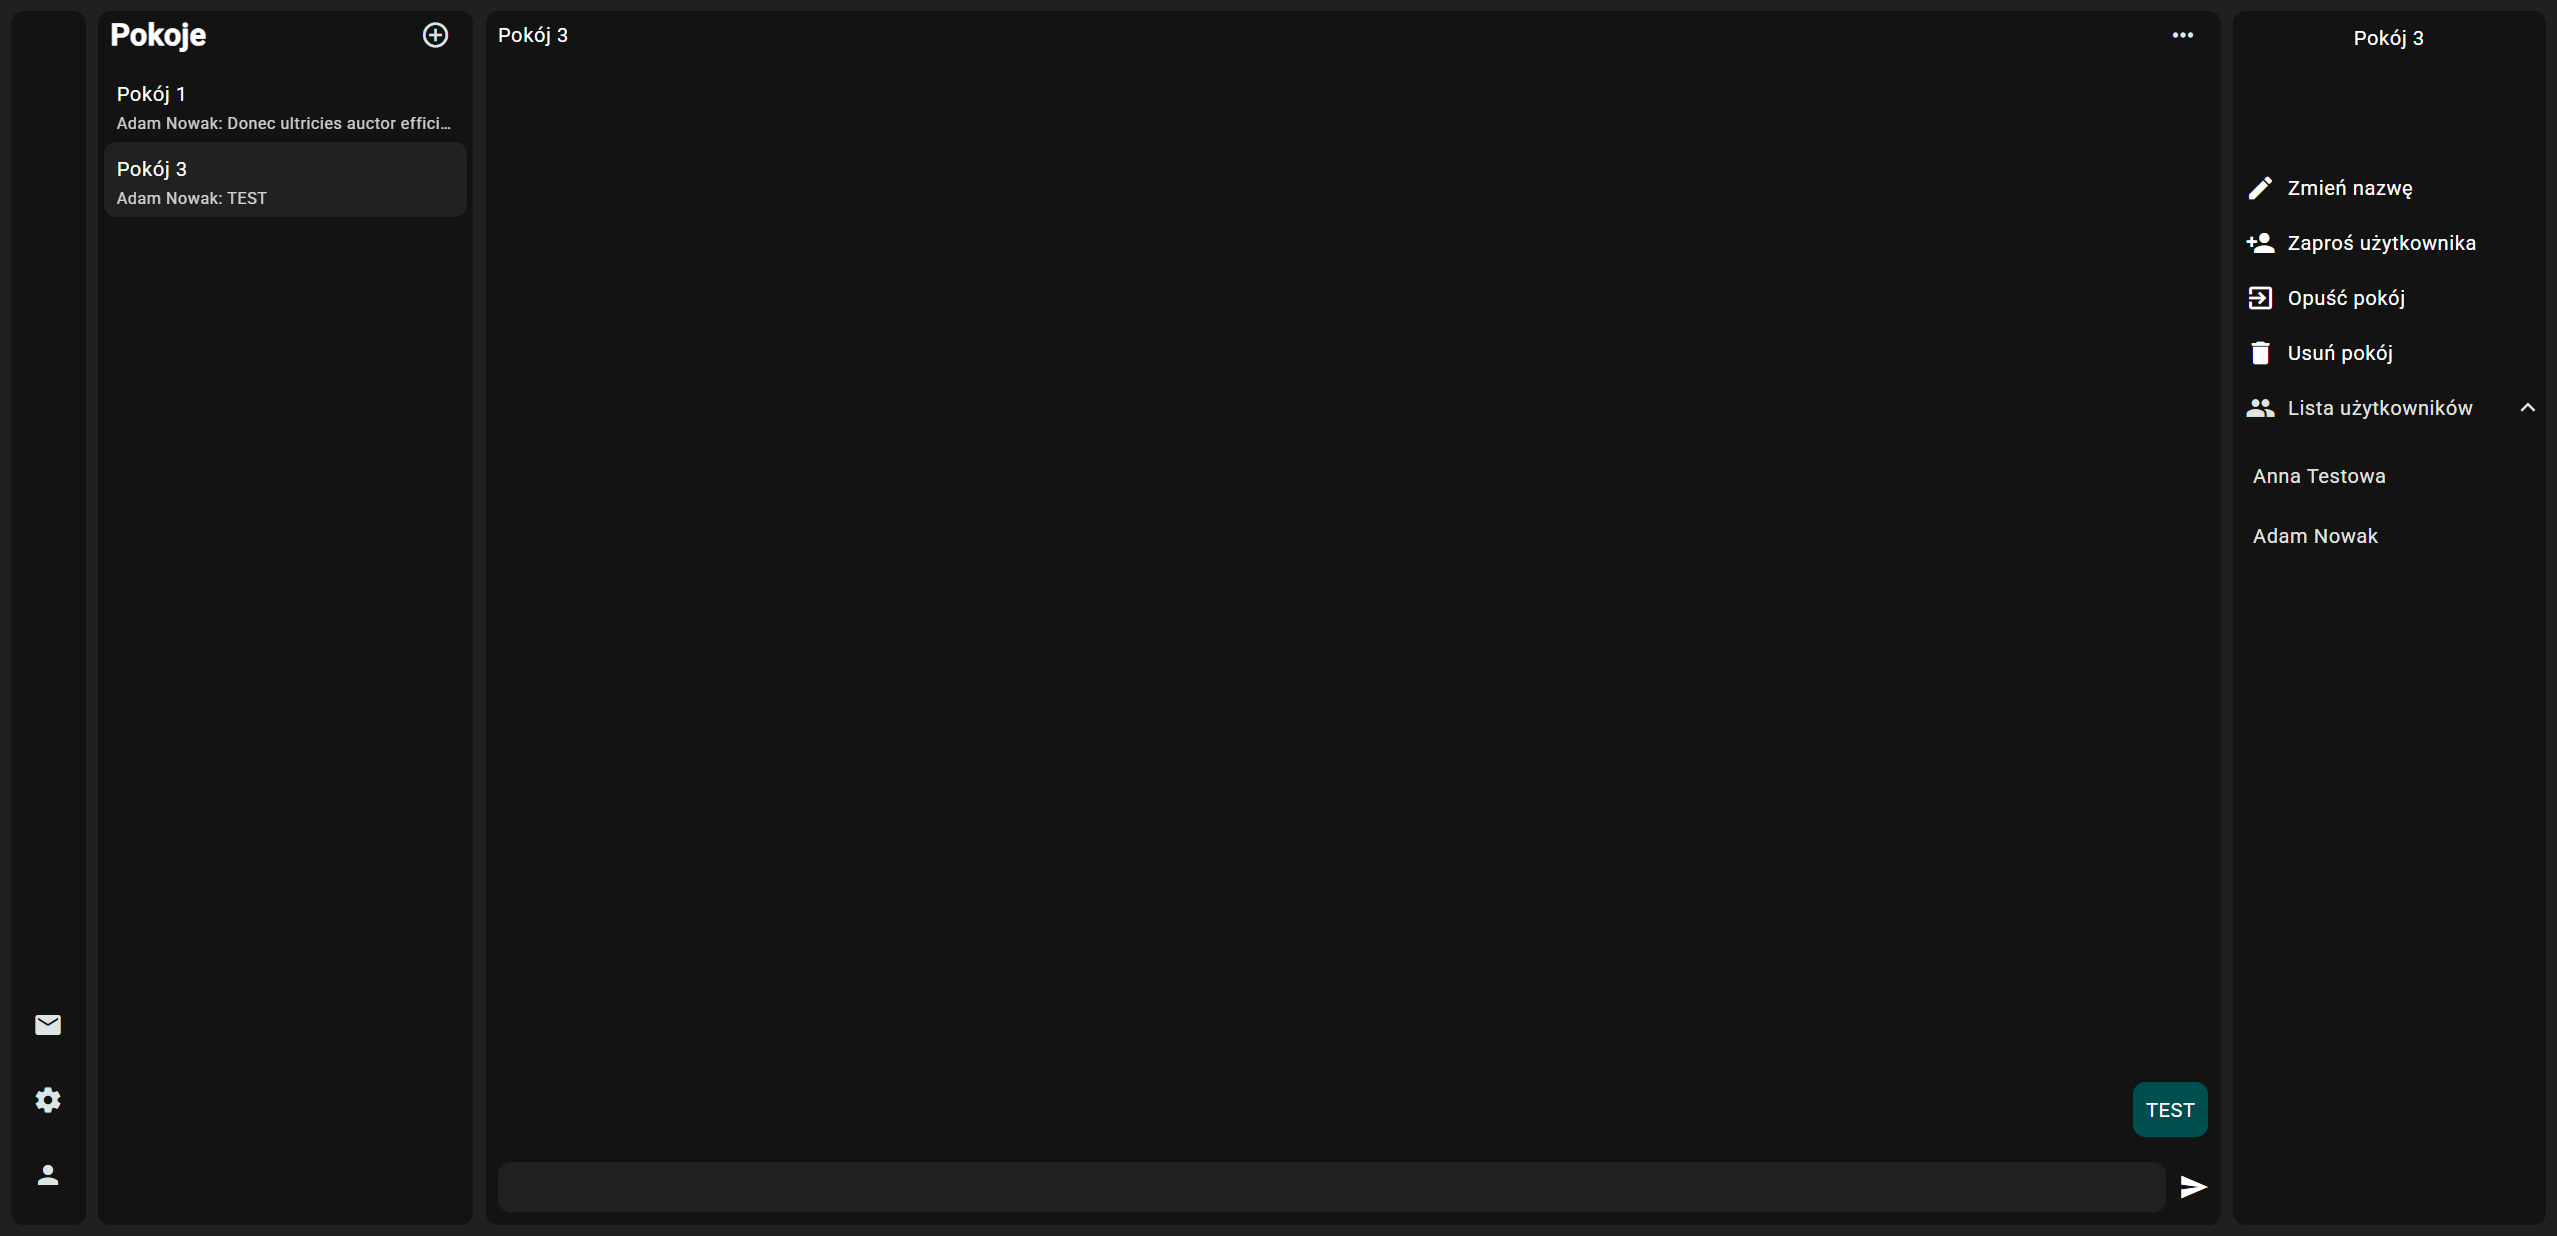 Pokoje
Pokój 1
Adam Nowak: Donec ultricies auctor effici...
Pokój 3
Adam Nowak: TEST
Pokój 3
TEST
Pokój 3
Zmień nazwę
Zaproś użytkownika
Opuść pokój
Usuń pokój
Lista użytkowników
Anna Testowa
Adam Nowak